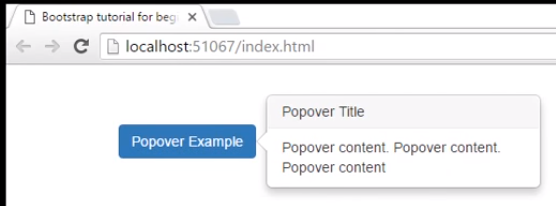 Bootstrap tutorial for beg
localhost:51067/index.html
Popover Title
Popover Example
Popover content. Popover content.
Popover content